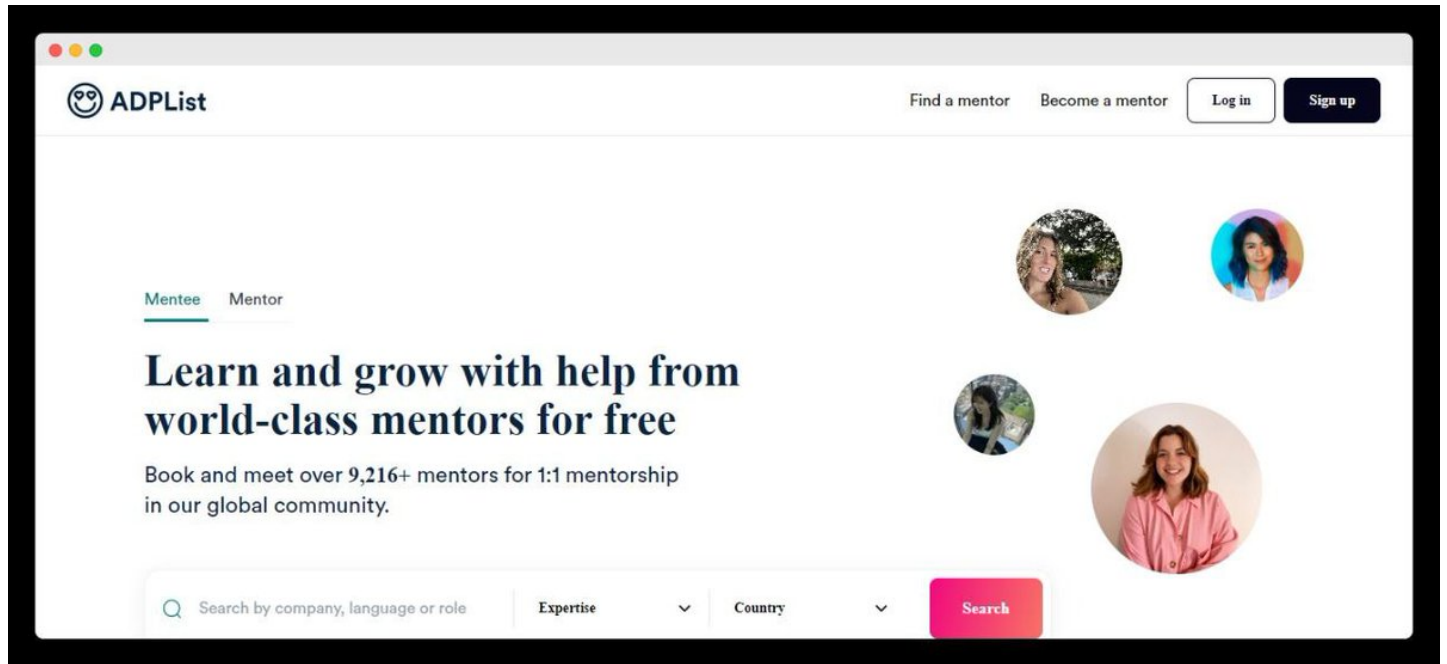 ADPList
Find a mentor Become a mentor Log in Sign up
Mentee Mentor
Learn and grow with help from
world-class mentors for free
Book and meet over 9,216+ mentors for 1:1 mentorship
in our global community.
Search by company, language or role Expertise Country Search